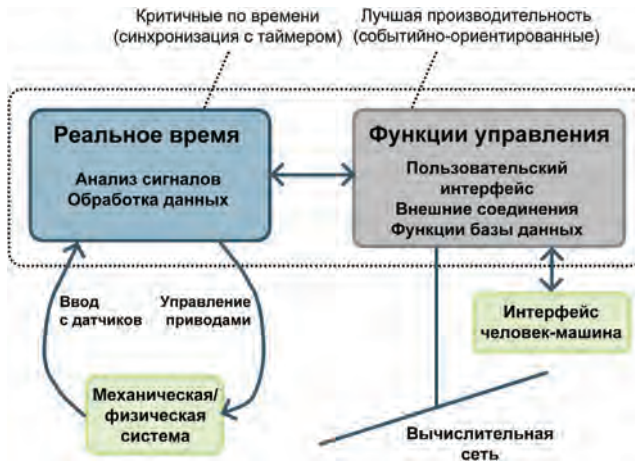 Критичные по времени
(синхронизация с таймером)
Лучшая производительность
(событийно-ориентированные)
Реальное время
Анализ сигналов
Обработка данных
Функции управления
Пользовательский
интерфейс
Внешние соединения
Функции базы данных
Ввод
с датчиков
Управление
приводами
Интерфейс
человек-машина
Механическая/
физическая
система
Вычислительная
сеть